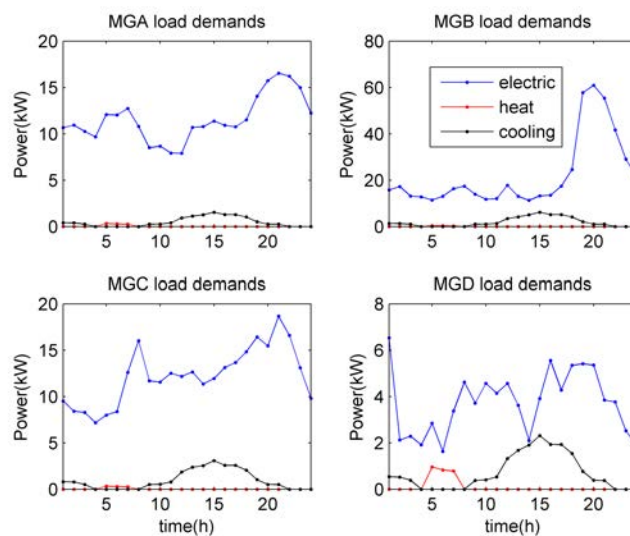 MGA load demands
MGB load demands
Power(kW)
20
15
10
5
0
5
10
15
20
Power(kW)
80
60
40
20
0
5
10
15
20
electric
heat
cooling
MGC load demands
MGD load demands
Power(kW)
20
15
10
5
0
5
10
15
20
time(h)
Power(kW)
8
6
4
2
0
5
10
15
20
time(h)